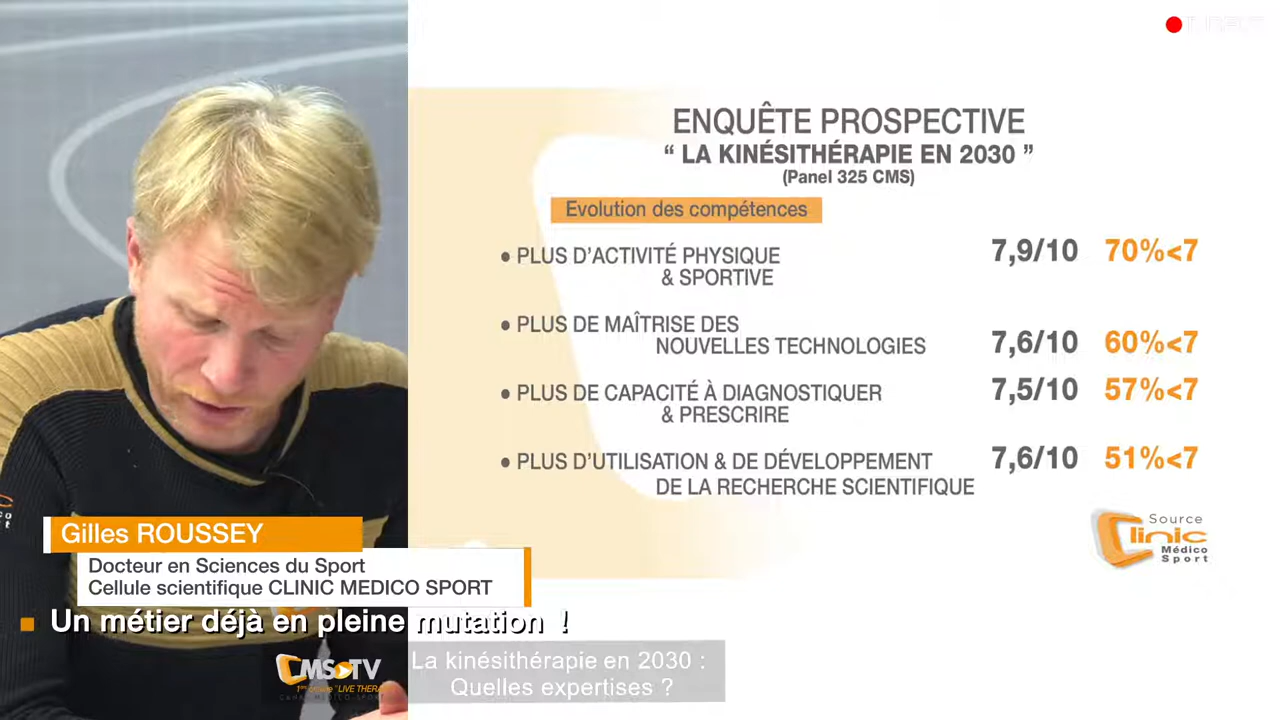 ENQUÊTE PROSPECTIVE
“ LA KINÉSITHÉRAPIE EN 2030 ”
(Panel 325 CMS)
Evolution des compétences
● PLUS D’ACTIVITÉ PHYSIQUE
& SPORTIVE
7,9/10 70%<7
● PLUS DE MAÎTRISE DES
NOUVELLES TECHNOLOGIES
7,6/10 60%<7
● PLUS DE CAPACITÉ À DIAGNOSTIQUER
& PRESCRIRE
7,5/10 57%<7
● PLUS D’UTILISATION & DE DÉVELOPPEMENT
DE LA RECHERCHE SCIENTIFIQUE
7,6/10 51%<7
Source
Clinic
Médico
Sport
Gilles ROUSSEY
Docteur en Sciences du Sport
Cellule scientifique CLINIC MEDICO SPORT
Un métier déjà en pleine mutation !
CMS TV
"LIVE THERA
La kinésithérapie en 2030 :
Quelles expertises ?